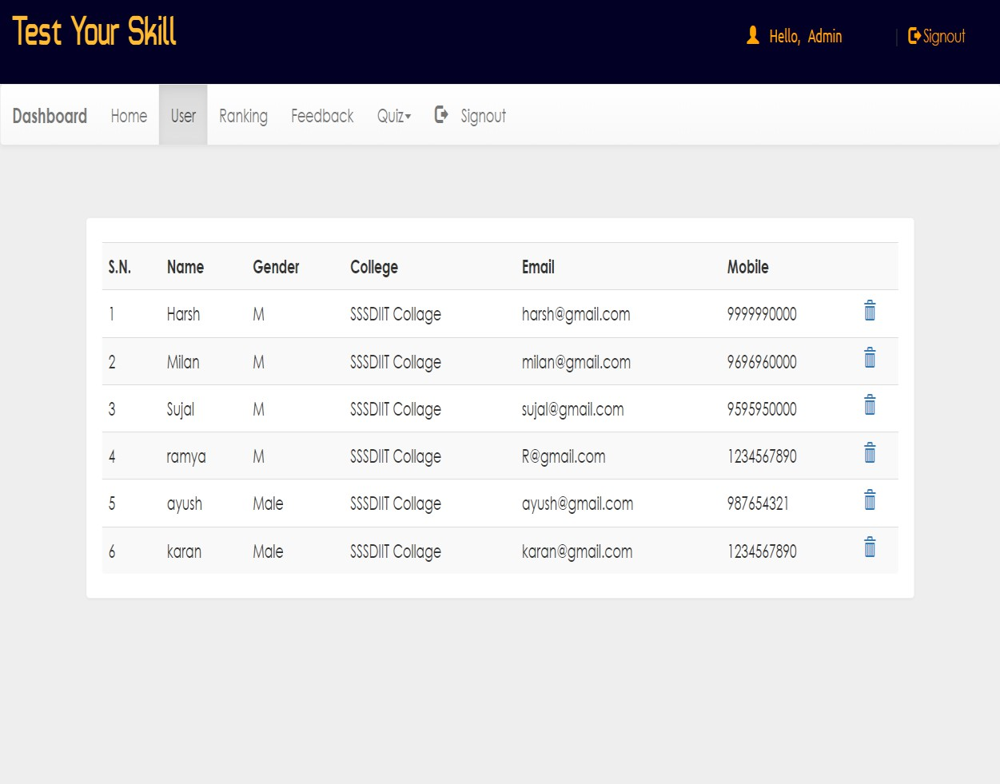 Test Your Skill
Hello, Admin | Signout
Dashboard Home User Ranking Feedback Quiz Signout
S.N. Name Gender College Email Mobile
1 Harsh M SSSDIIT Collage harsh@gmail.com 9999990000
2 Milan M SSSDIIT Collage milan@gmail.com 9696960000
3 Sujal M SSSDIIT Collage sujal@gmail.com 9595950000
4 ramya M SSSDIIT Collage R@gmail.com 1234567890
5 ayush Male SSSDIIT Collage ayush@gmail.com 987654321
6 karan Male SSSDIIT Collage karan@gmail.com 1234567890